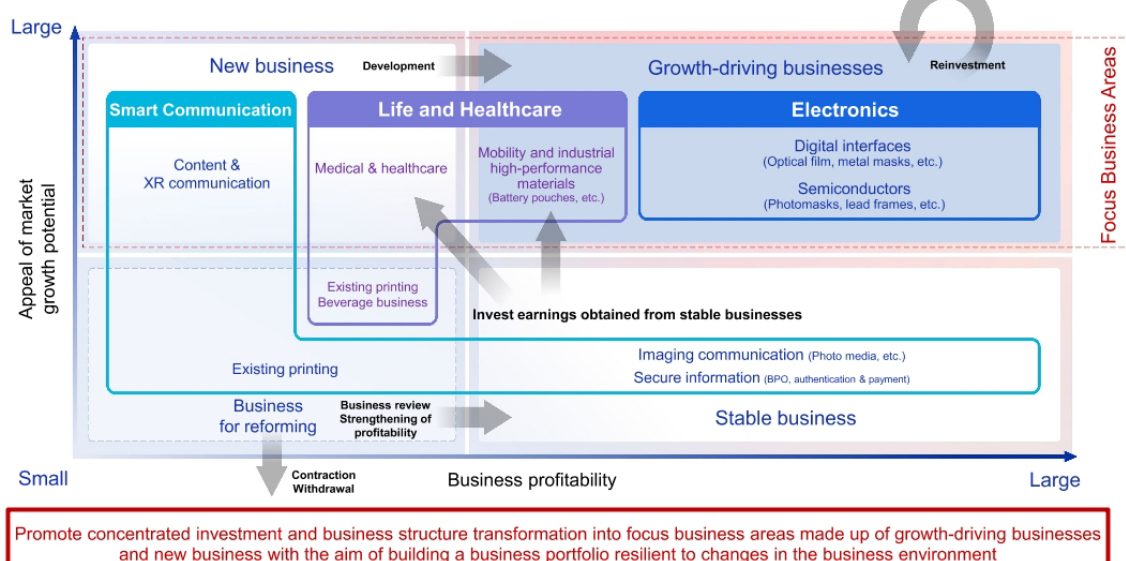 Large
New business
Development
Growth-driving businesses
Reinvestment
Smart Communication
Life and Healthcare
Electronics
Content &
XR communication
Medical & healthcare
Mobility and industrial
high-performance
materials
(Battery pouches, etc.)
Digital interfaces
(Optical film, metal masks, etc.)
Semiconductors
(Photomasks, lead frames, etc.)
Focus Business Areas
Appeal of market
growth potential
Existing printing
Beverage business
Invest earnings obtained from stable businesses
Existing printing
Imaging communication (Photo media, etc.)
Secure information (BPO, authentication & payment)
Business
for reforming
Business review
Strengthening of
profitability
Stable business
Small
Contraction
Withdrawal
Business profitability
Large
Promote concentrated investment and business structure transformation into focus business areas made up of growth-driving businesses
and new business with the aim of building a business portfolio resilient to changes in the business environment